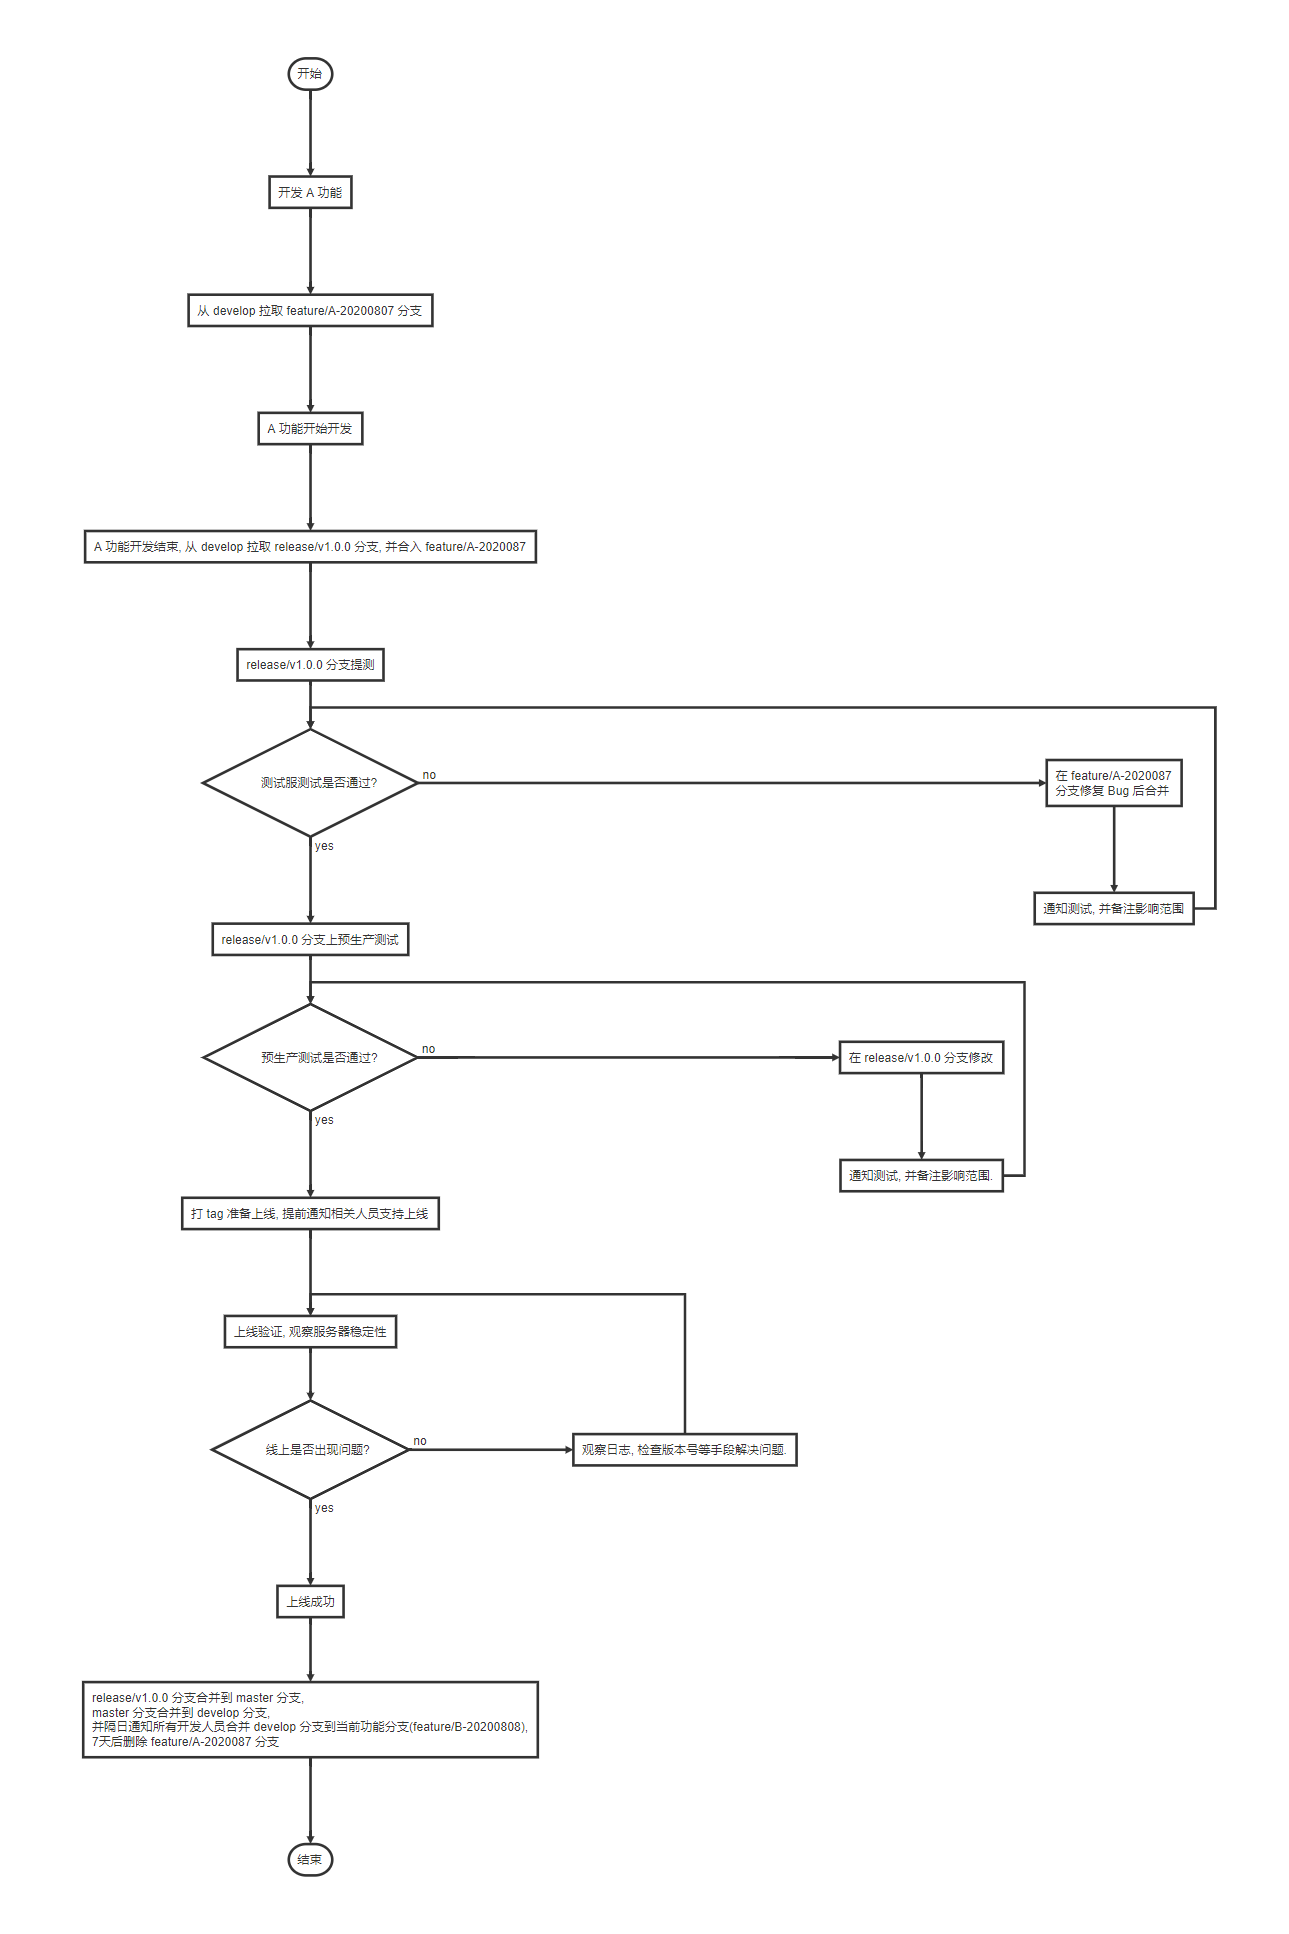 开始
开发 A 功能
从 develop 拉取 feature/A-20200807 分支
A 功能开始开发
A 功能开发结束, 从 develop 拉取 release/v1.0.0 分支, 并合入 feature/A-2020087
release/v1.0.0 分支提测
测试服测试是否通过?
no
在 feature/A-2020087
分支修复 Bug 后合并
yes
通知测试, 并备注影响范围
release/v1.0.0 分支上预生产测试
预生产测试是否通过?
no
在 release/v1.0.0 分支修改
yes
通知测试, 并备注影响范围.
打 tag 准备上线, 提前通知相关人员支持上线
上线验证, 观察服务器稳定性
线上是否出现问题?
no
观察日志, 检查版本号等手段解决问题.
yes
上线成功
release/v1.0.0 分支合并到 master 分支,
master 分支合并到 develop 分支,
并隔日通知所有开发人员合并 develop 分支到当前功能分支(feature/B-20200808),
7天后删除 feature/A-2020087 分支
结束